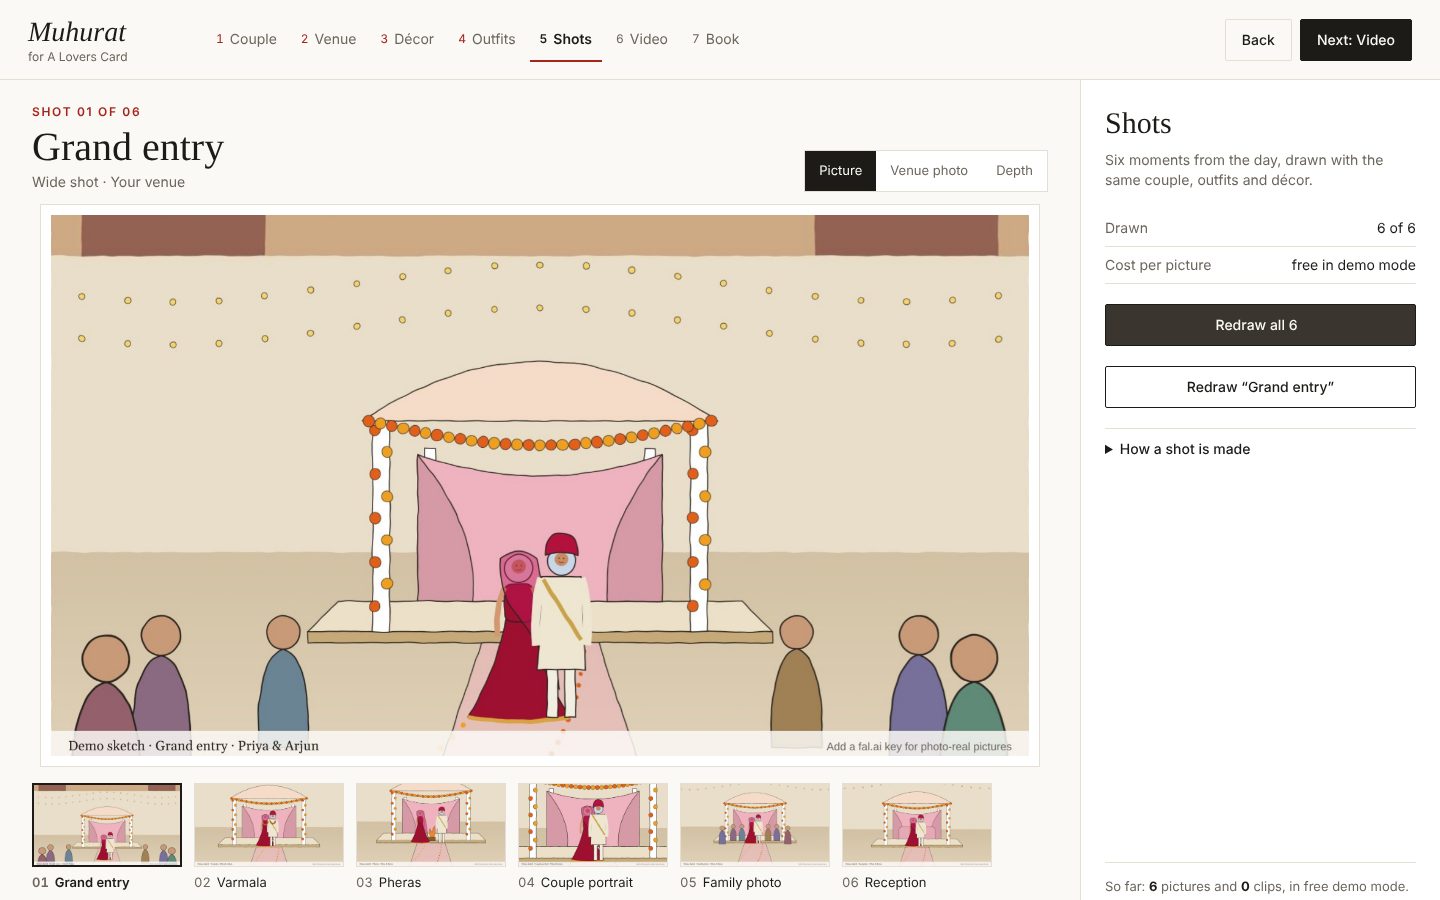 Muhurat
for A Lovers Card
1 Couple
2 Venue
3 Décor
4 Outfits
5 Shots
6 Video
7 Book
Back
Next: Video
SHOT 01 OF 06
Grand entry
Wide shot · Your venue
Picture
Venue photo
Depth
Demo sketch · Grand entry · Priya & Arjun
Add a fal.ai key for photo-real pictures
01 Grand entry
02 Varmala
03 Pheras
04 Couple portrait
05 Family photo
06 Reception
Shots
Six moments from the day, drawn with the
same couple, outfits and décor.
Drawn
6 of 6
Cost per picture
free in demo mode
Redraw all 6
Redraw “Grand entry”
How a shot is made
So far: 6 pictures and 0 clips, in free demo mode.